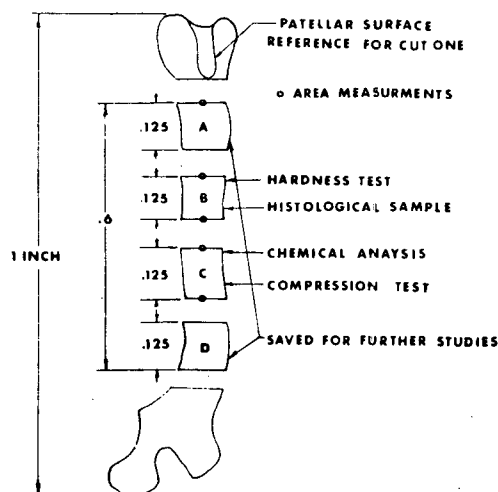 PATELLAR SURFACE
REFERENCE FOR CUT ONE
o AREA MEASURMENTS
.125
A
.125
B
HARDNESS TEST
HISTOLOGICAL SAMPLE
.6
1 INCH
.125
C
CHEMICAL ANAYSIS
COMPRESSION TEST
.125
D
SAVED FOR FURTHER STUDIES